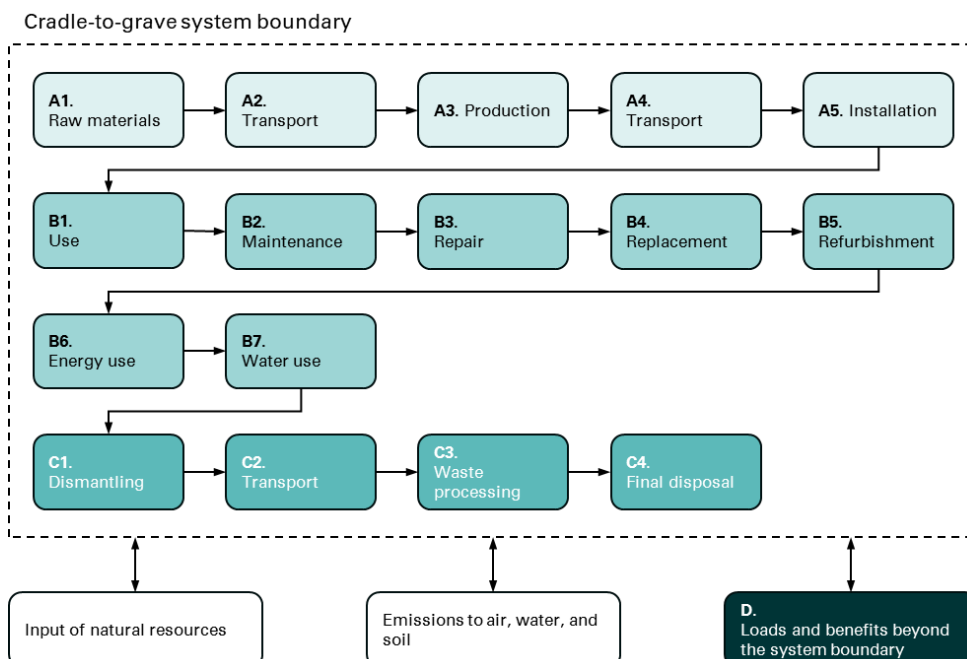 Cradle-to-grave system boundary
A1.
Raw materials
A2.
Transport
A3. Production
A4.
Transport
A5. Installation
B1.
Use
B2.
Maintenance
B3.
Repair
B4.
Replacement
B5.
Refurbishment
B6.
Energy use
B7.
Water use
C1.
Dismantling
C2.
Transport
C3.
Waste
processing
C4.
Final disposal
Input of natural resources
Emissions to air, water, and
soil
D.
Loads and benefits beyond
the system boundary